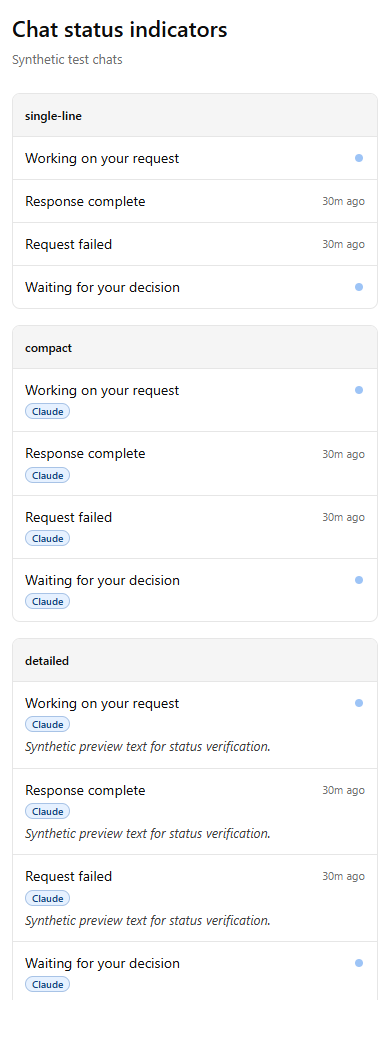 Chat status indicators
Synthetic test chats
single-line
Working on your request
Response complete 30m ago
Request failed 30m ago
Waiting for your decision
compact
Working on your request
Claude
Response complete 30m ago
Claude
Request failed 30m ago
Claude
Waiting for your decision
Claude
detailed
Working on your request
Claude
Synthetic preview text for status verification.
Response complete 30m ago
Claude
Synthetic preview text for status verification.
Request failed 30m ago
Claude
Synthetic preview text for status verification.
Waiting for your decision
Claude